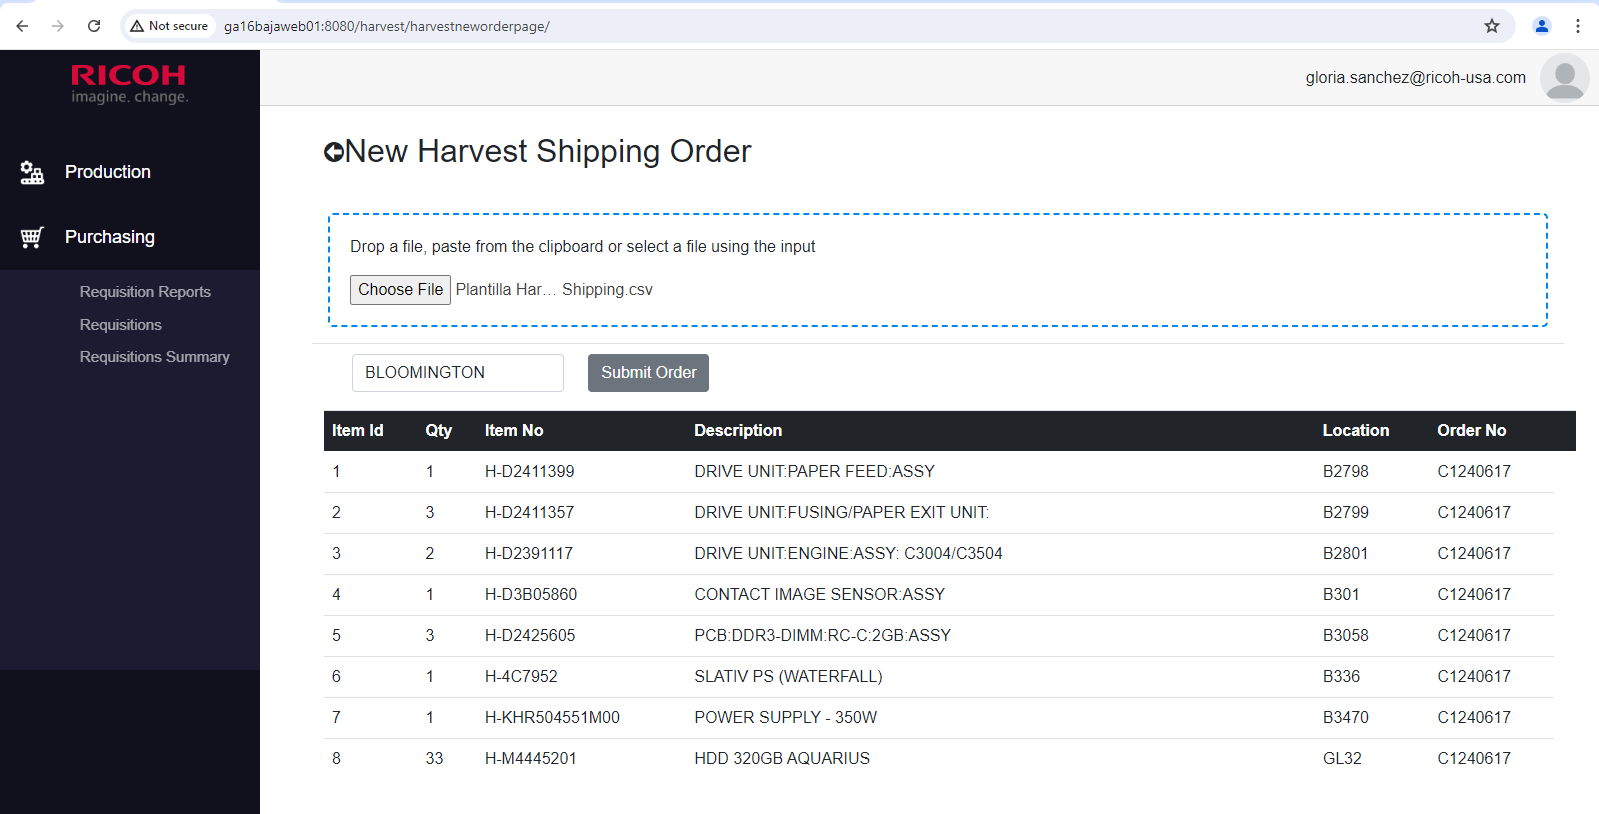 Not secure ga16bajaweb01:8080/harvest/harvestneworderpage/
RICOH
imagine. change.
gloria.sanchez@ricoh-usa.com
Production
Purchasing
Requisition Reports
Requisitions
Requisitions Summary
New Harvest Shipping Order
Drop a file, paste from the clipboard or select a file using the input
Choose File Plantilla Har… Shipping.csv
BLOOMINGTON Submit Order
Item Id Qty Item No Description Location Order No
1 1 H-D2411399 DRIVE UNIT:PAPER FEED:ASSY B2798 C1240617
2 3 H-D2411357 DRIVE UNIT:FUSING/PAPER EXIT UNIT: B2799 C1240617
3 2 H-D2391117 DRIVE UNIT:ENGINE:ASSY: C3004/C3504 B2801 C1240617
4 1 H-D3B05860 CONTACT IMAGE SENSOR:ASSY B301 C1240617
5 3 H-D2425605 PCB:DDR3-DIMM:RC-C:2GB:ASSY B3058 C1240617
6 1 H-4C7952 SLATIV PS (WATERFALL) B336 C1240617
7 1 H-KHR504551M00 POWER SUPPLY - 350W B3470 C1240617
8 33 H-M4445201 HDD 320GB AQUARIUS GL32 C1240617